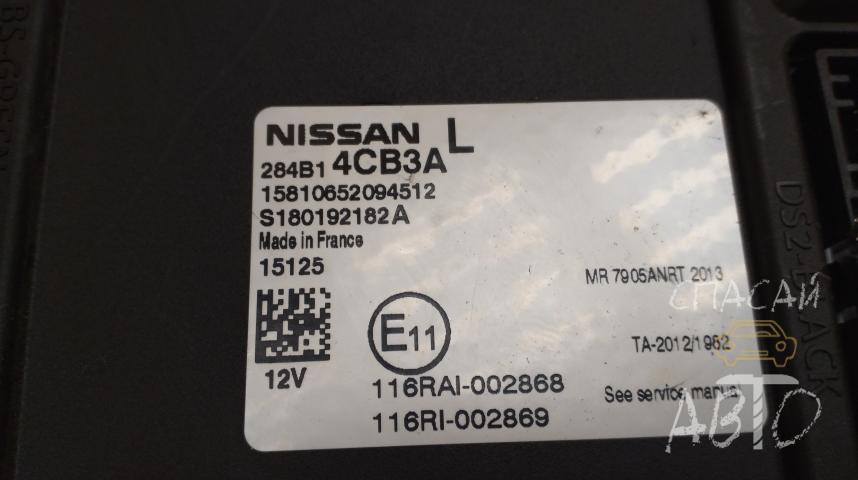 NISSAN L
284B1 4CB3A
15810652094512
S180192182A
Made in France
15125
MR 7905ANRT 2013
E11
TA-2012/1982
12V
116RAI-002868
See service manual
116RI-002869
СПАСАЙ
АВТО